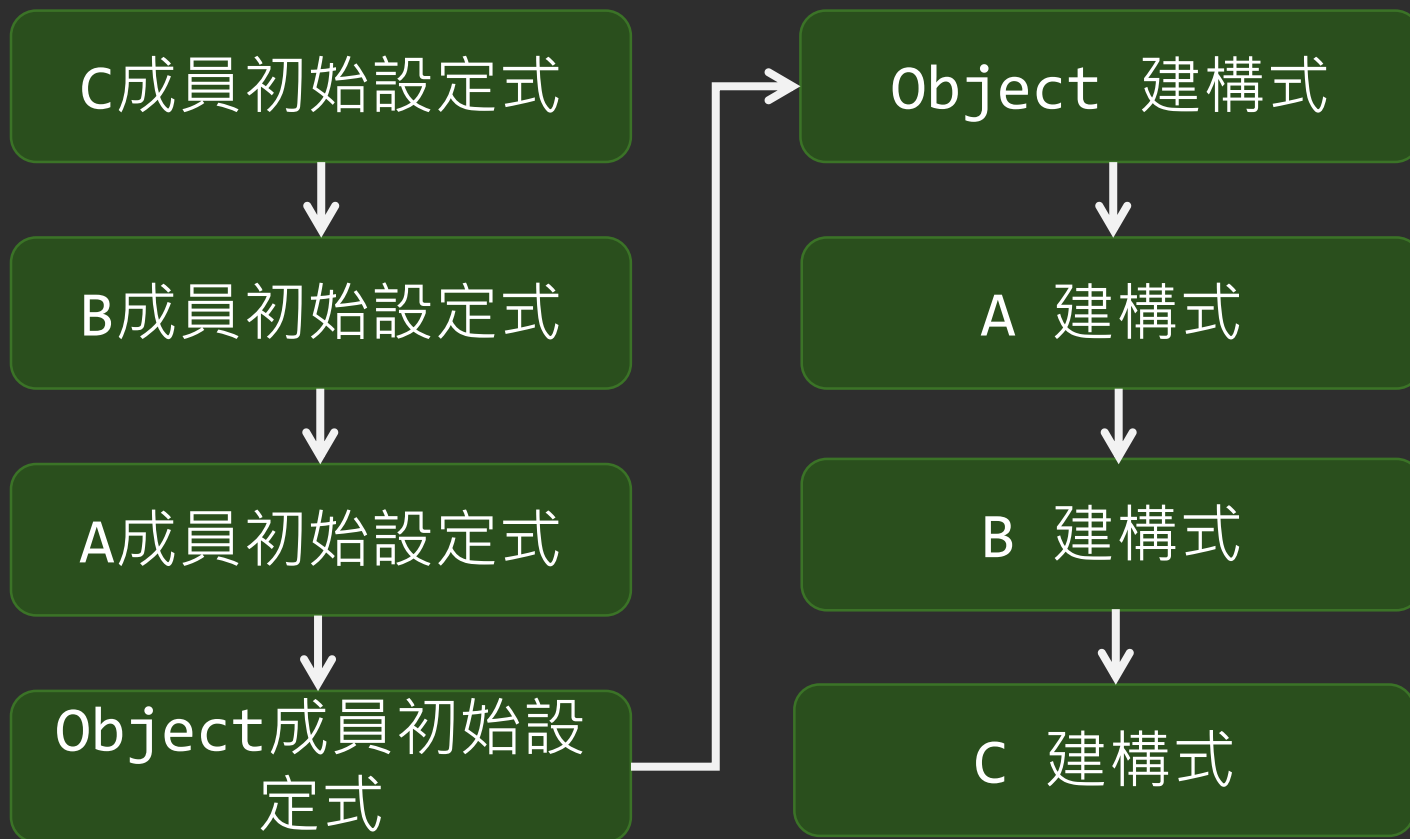 C成員初始設定式
B成員初始設定式
A成員初始設定式
Object成員初始設
定式
Object 建構式
A 建構式
B 建構式
C 建構式